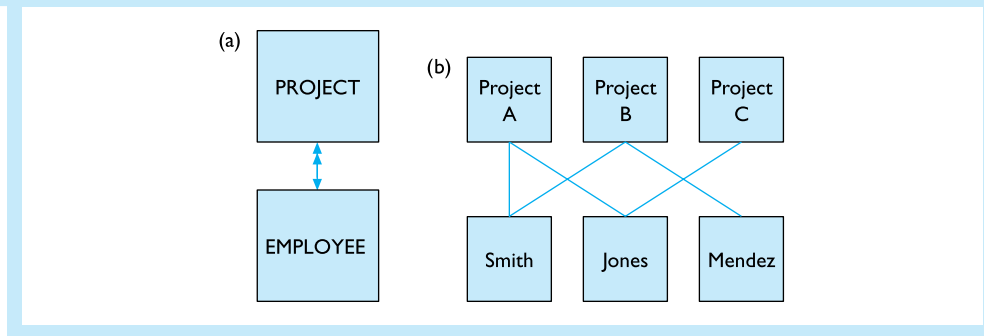 (a)
PROJECT
EMPLOYEE
(b)
Project
A
Project
B
Project
C
Smith
Jones
Mendez